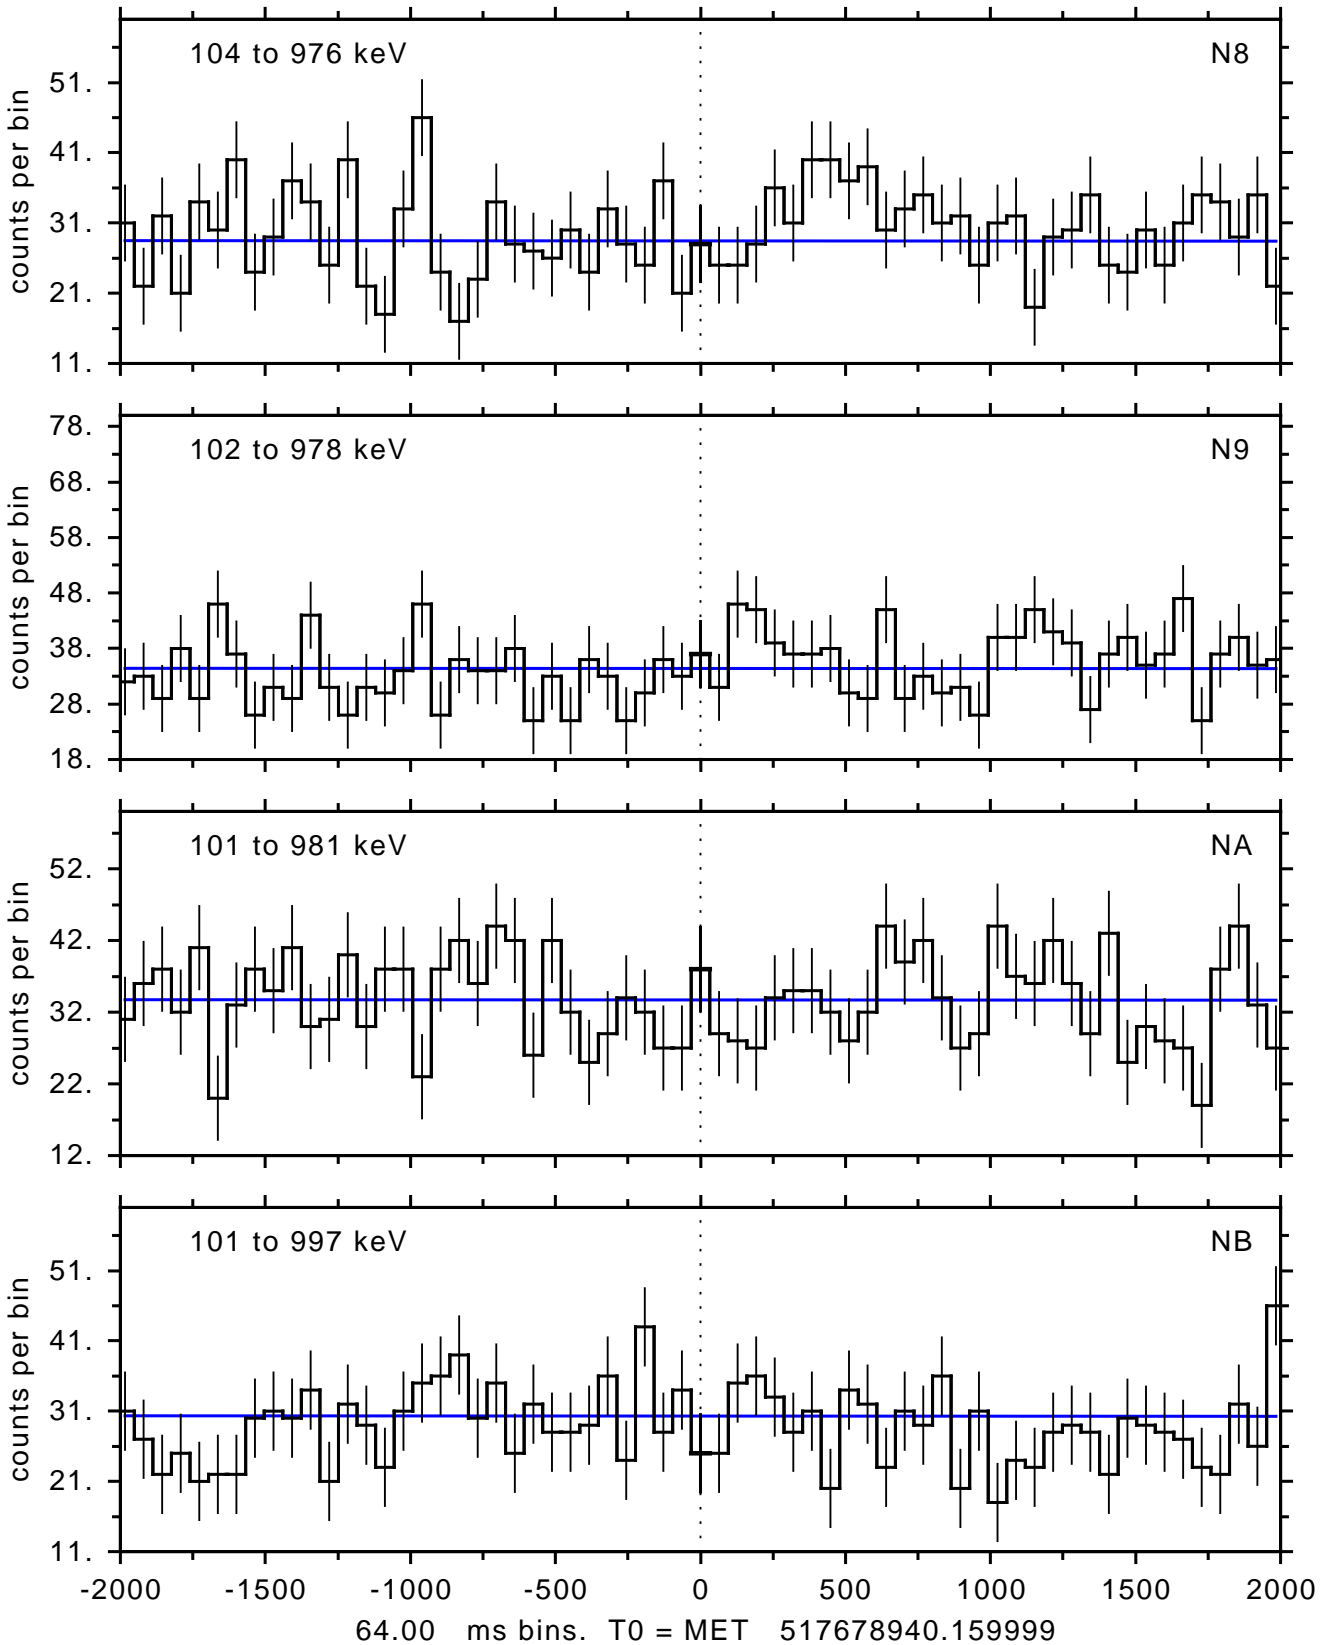 104 to 976 keV N8
51.
41.
31.
21.
11.
counts per bin
102 to 978 keV N9
78.
68.
58.
48.
38.
28.
18.
counts per bin
101 to 981 keV NA
52.
42.
32.
22.
12.
counts per bin
101 to 997 keV NB
51.
41.
31.
21.
11.
counts per bin
-2000 -1500 -1000 -500 0 500 1000 1500 2000
64.00 ms bins. T0 = MET 517678940.159999